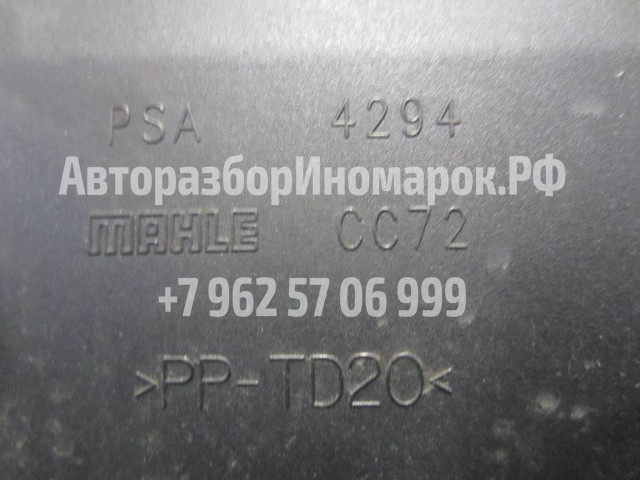 PSA 4294
АвторазборИномарок.РФ
MAHLE CC72
+7 962 57 06 999
>PP-TD20<